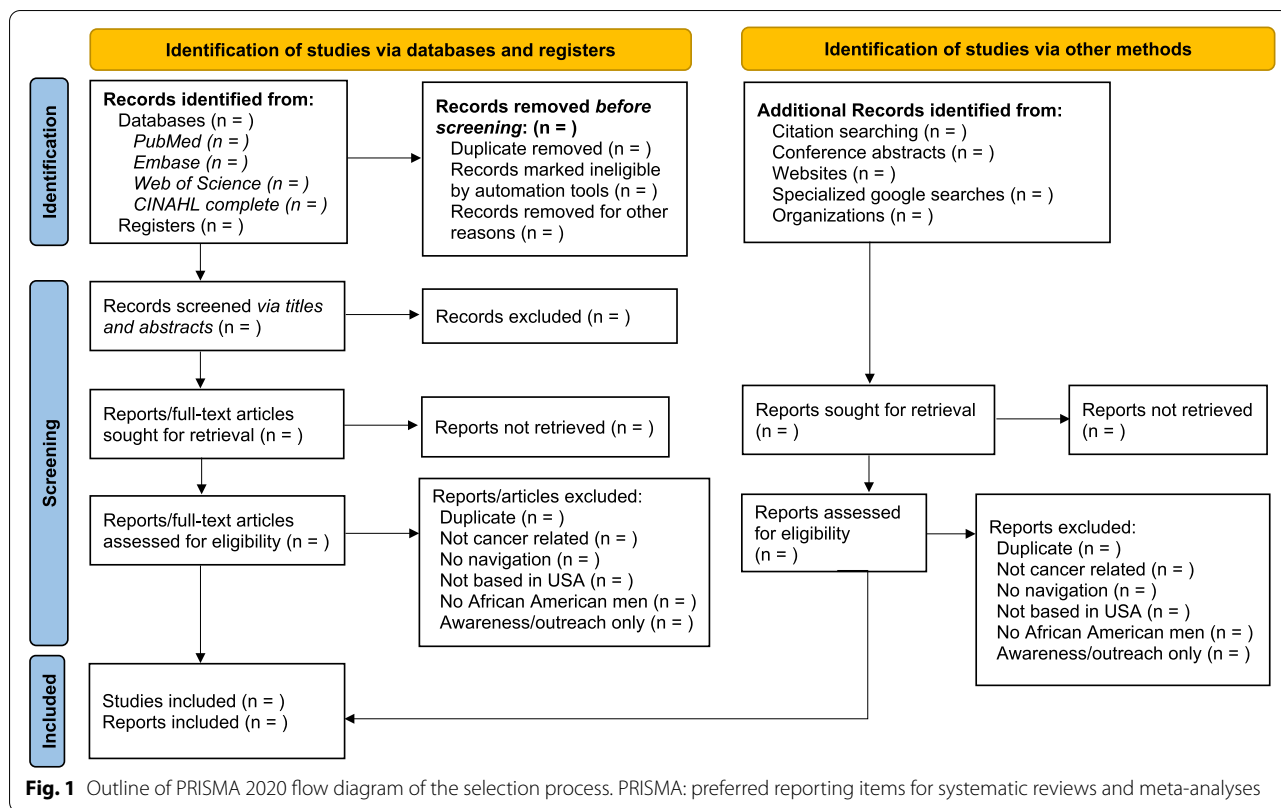 Identification of studies via databases and registers
Identification of studies via other methods
Identification
Records identified from:
Databases (n = )
PubMed (n = )
Embase (n = )
Web of Science (n = )
CINAHL complete (n = )
Registers (n = )
Records removed before
screening: (n = )
Duplicate removed (n = )
Records marked ineligible
by automation tools (n = )
Records removed for other
reasons (n = )
Additional Records identified from:
Citation searching (n = )
Conference abstracts (n = )
Websites (n = )
Specialized google searches (n = )
Organizations (n = )
Screening
Records screened via titles
and abstracts (n = )
Records excluded (n = )
Reports/full-text articles
sought for retrieval (n = )
Reports not retrieved (n = )
Reports sought for retrieval
(n = )
Reports not retrieved
(n = )
Reports/full-text articles
assessed for eligibility (n = )
Reports/articles excluded:
Duplicate (n = )
Not cancer related (n = )
No navigation (n = )
Not based in USA (n = )
No African American men (n = )
Awareness/outreach only (n = )
Reports assessed
for eligibility
(n = )
Reports excluded:
Duplicate (n = )
Not cancer related (n = )
No navigation (n = )
Not based in USA (n = )
No African American men (n = )
Awareness/outreach only (n = )
Included
Studies included (n = )
Reports included (n = )
Fig. 1 Outline of PRISMA 2020 flow diagram of the selection process. PRISMA: preferred reporting items for systematic reviews and meta-analyses